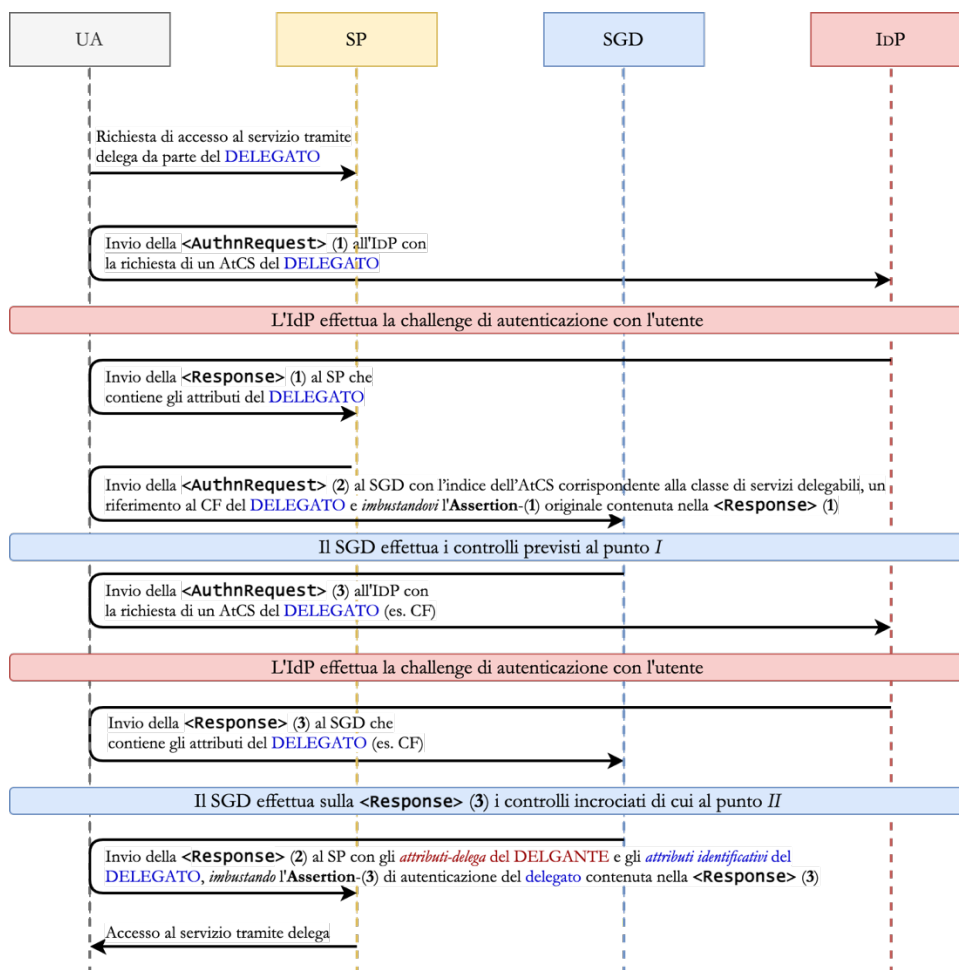 UA
SP
SGD
IDP
Richiesta di accesso al servizio tramite
delega da parte del DELEGATO
Invio della <AuthnRequest> (1) all'IDP con
la richiesta di un AtCS del DELEGATO
L'IdP effettua la challenge di autenticazione con l'utente
Invio della <Response> (1) al SP che
contiene gli attributi del DELEGATO
Invio della <AuthnRequest> (2) al SGD con l’indice dell’AtCS corrispondente alla classe di servizi delegabili, un
riferimento al CF del DELEGATO e imbustandovi l'Assertion-(1) originale contenuta nella <Response> (1)
Il SGD effettua i controlli previsti al punto I
Invio della <AuthnRequest> (3) all'IDP con
la richiesta di un AtCS del DELEGATO (es. CF)
L'IdP effettua la challenge di autenticazione con l'utente
Invio della <Response> (3) al SGD che
contiene gli attributi del DELEGATO (es. CF)
Il SGD effettua sulla <Response> (3) i controlli incrociati di cui al punto II
Invio della <Response> (2) al SP con gli attributi-delega del DELGANTE e gli attributi identificativi del
DELEGATO, imbustando l'Assertion-(3) di autenticazione del delegato contenuta nella <Response> (3)
Accesso al servizio tramite delega